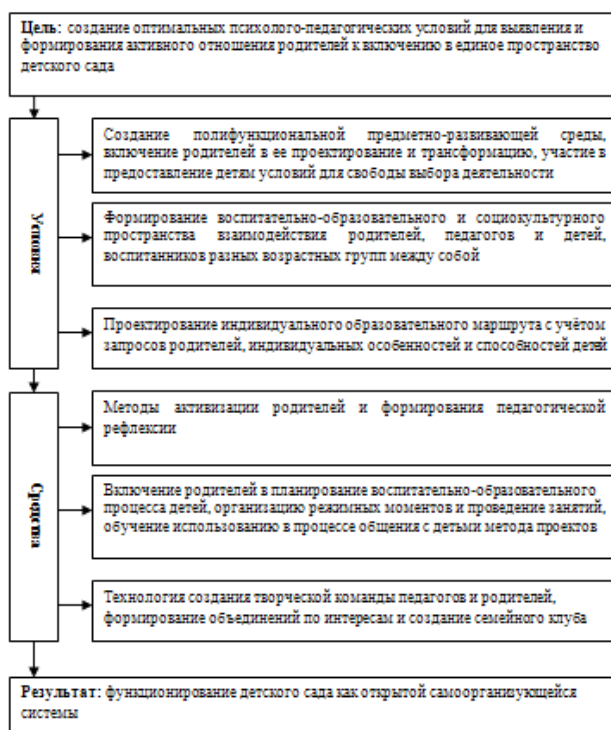 Цель: создание оптимальных психолого-педагогических условий для выявления и
формирования активного отношения родителей к включению в единое пространство
детского сада
Условия
Создание полифункциональной предметно-развивающей среды,
включение родителей в ее проектирование и трансформацию, участие в
предоставление детям условий для свободы выбора деятельности
Формирование воспитательно-образовательного и социокультурного
пространства взаимодействия родителей, педагогов и детей,
воспитанников разных возрастных групп между собой
Проектирование индивидуального образовательного маршрута с учётом
запросов родителей, индивидуальных особенностей и способностей детей
Средства
Методы активизации родителей и формирования педагогической
рефлексии
Включение родителей в планирование воспитательно-образовательного
процесса детей, организацию режимных моментов и проведение занятий,
обучение использованию в процессе общения с детьми метода проектов
Технология создания творческой команды педагогов и родителей,
формирование объединений по интересам и создание семейного клуба
Результат: функционирование детского сада как открытой самоорганизующейся
системы